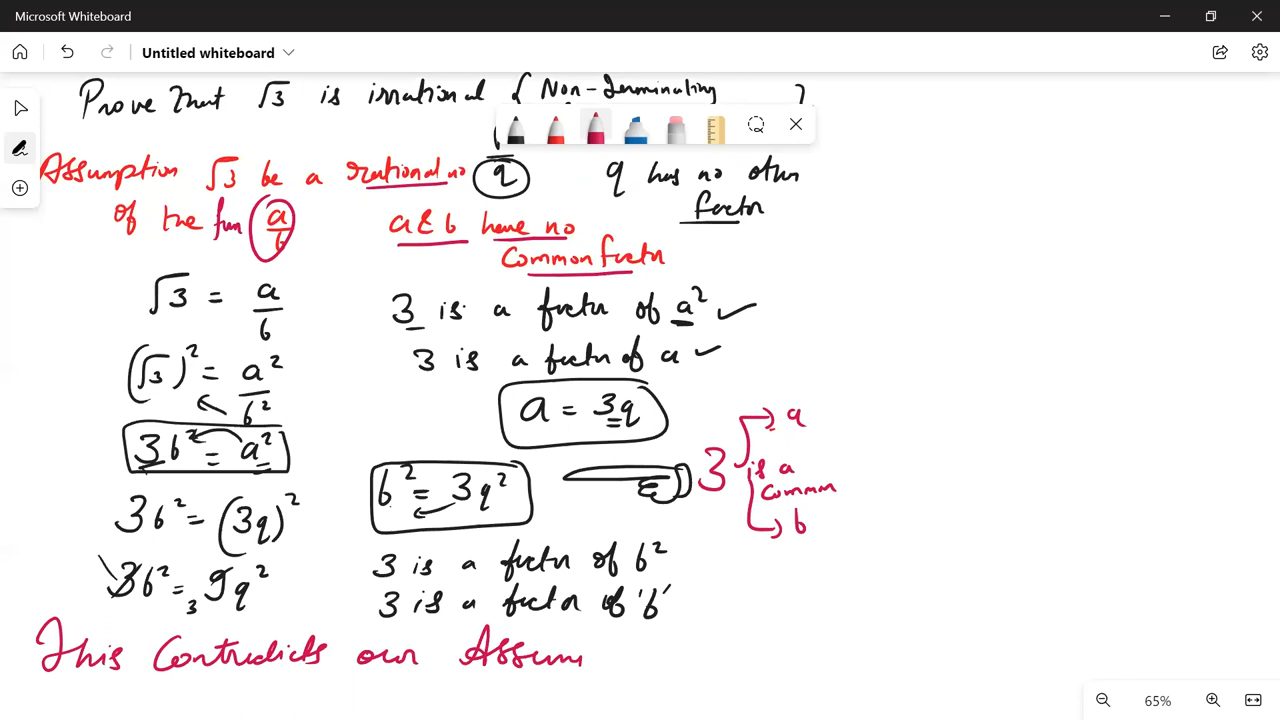 Microsoft Whiteboard
Untitled whiteboard
Prove that √3 is irrational { Non-Terminating }
Assumption √3 be a rational no q q has no other
of the a/b a & b have no factor
Common factor
√3 = a/b 3 is a factor of a² ✓
3 is a factor of a ✓
(√3)² = a²/b²
a = 3q
3b² = a²
b² = 3q²
3 is a common
a
b
3b² = (3q)²
3b² = 9q² 3
3 is a factor of b²
3 is a factor of 'b'
This Contradicts our Assum
65%